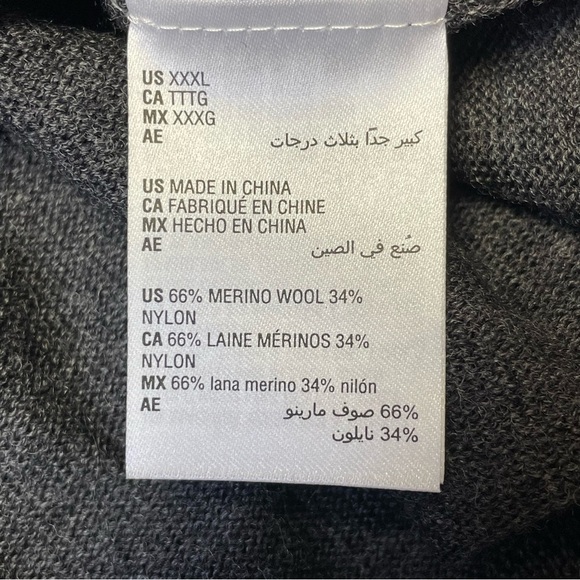 US XXXL
CA TTTG
MX XXXG
AE كبير جدًا بثلاث درجات
US MADE IN CHINA
CA FABRIQUÉ EN CHINE
MX HECHO EN CHINA
AE صُنع في الصين
US 66% MERINO WOOL 34%
NYLON
CA 66% LAINE MÉRINOS 34%
NYLON
MX 66% lana merino 34% nilón
AE 66% صوف مارينو
34% نايلون